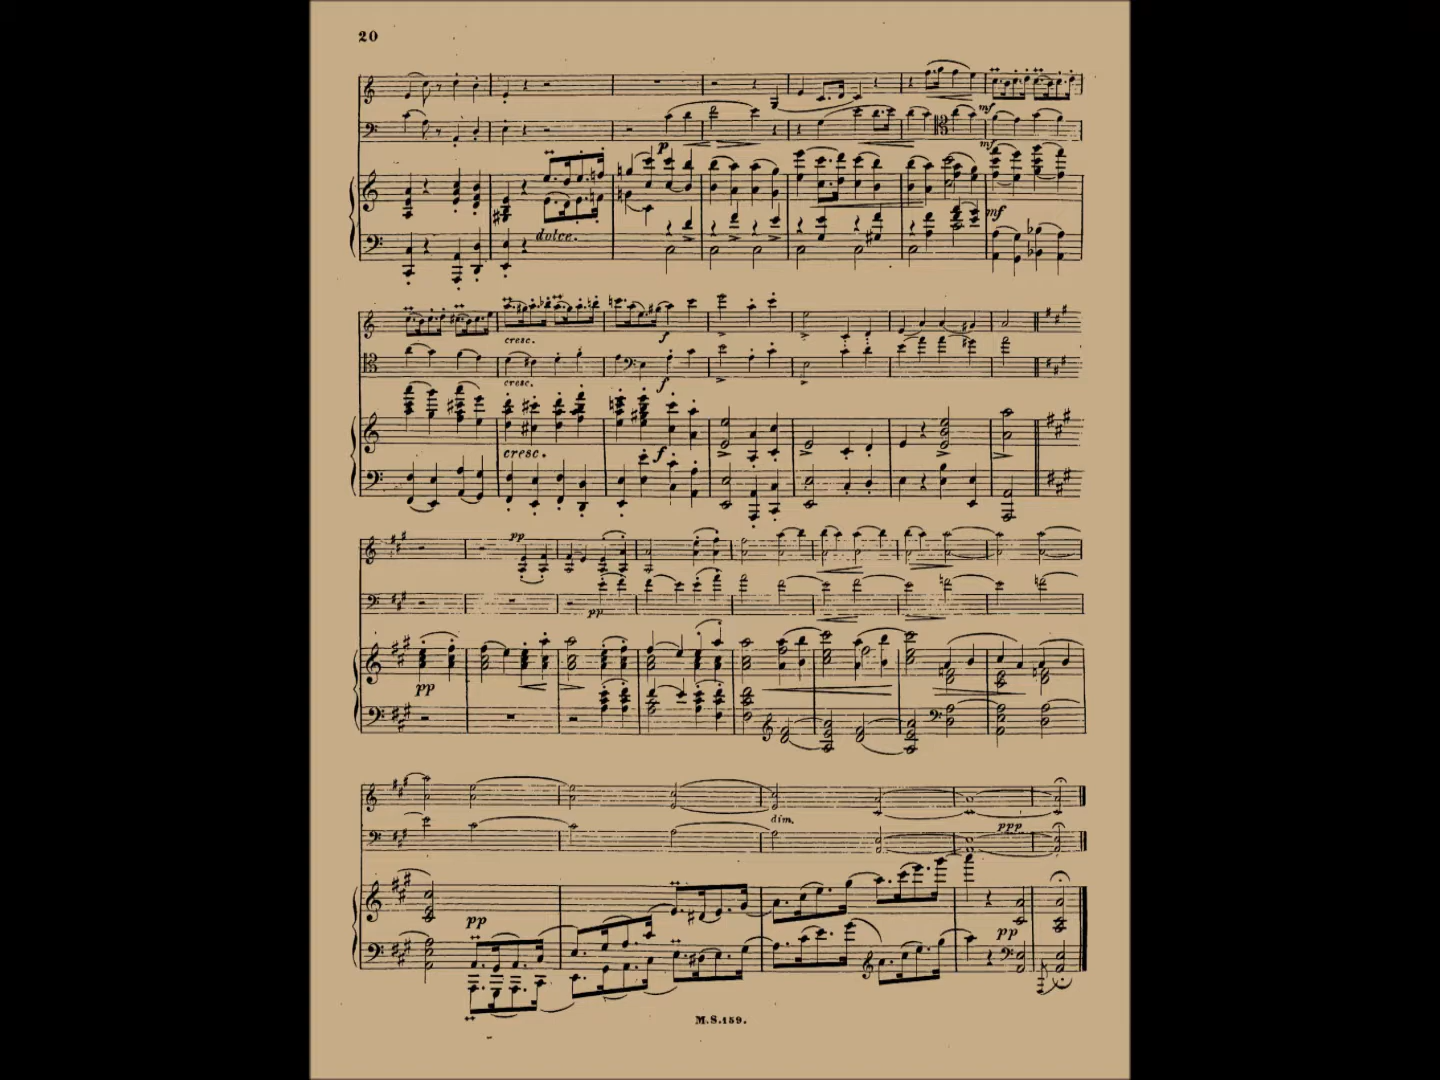 20
p
mf
mf
mf
dolce.
cresc.
f
cresc.
f
cresc.
f
pp
pp
pp
dim.
ppp
pp
pp
M.S.159.